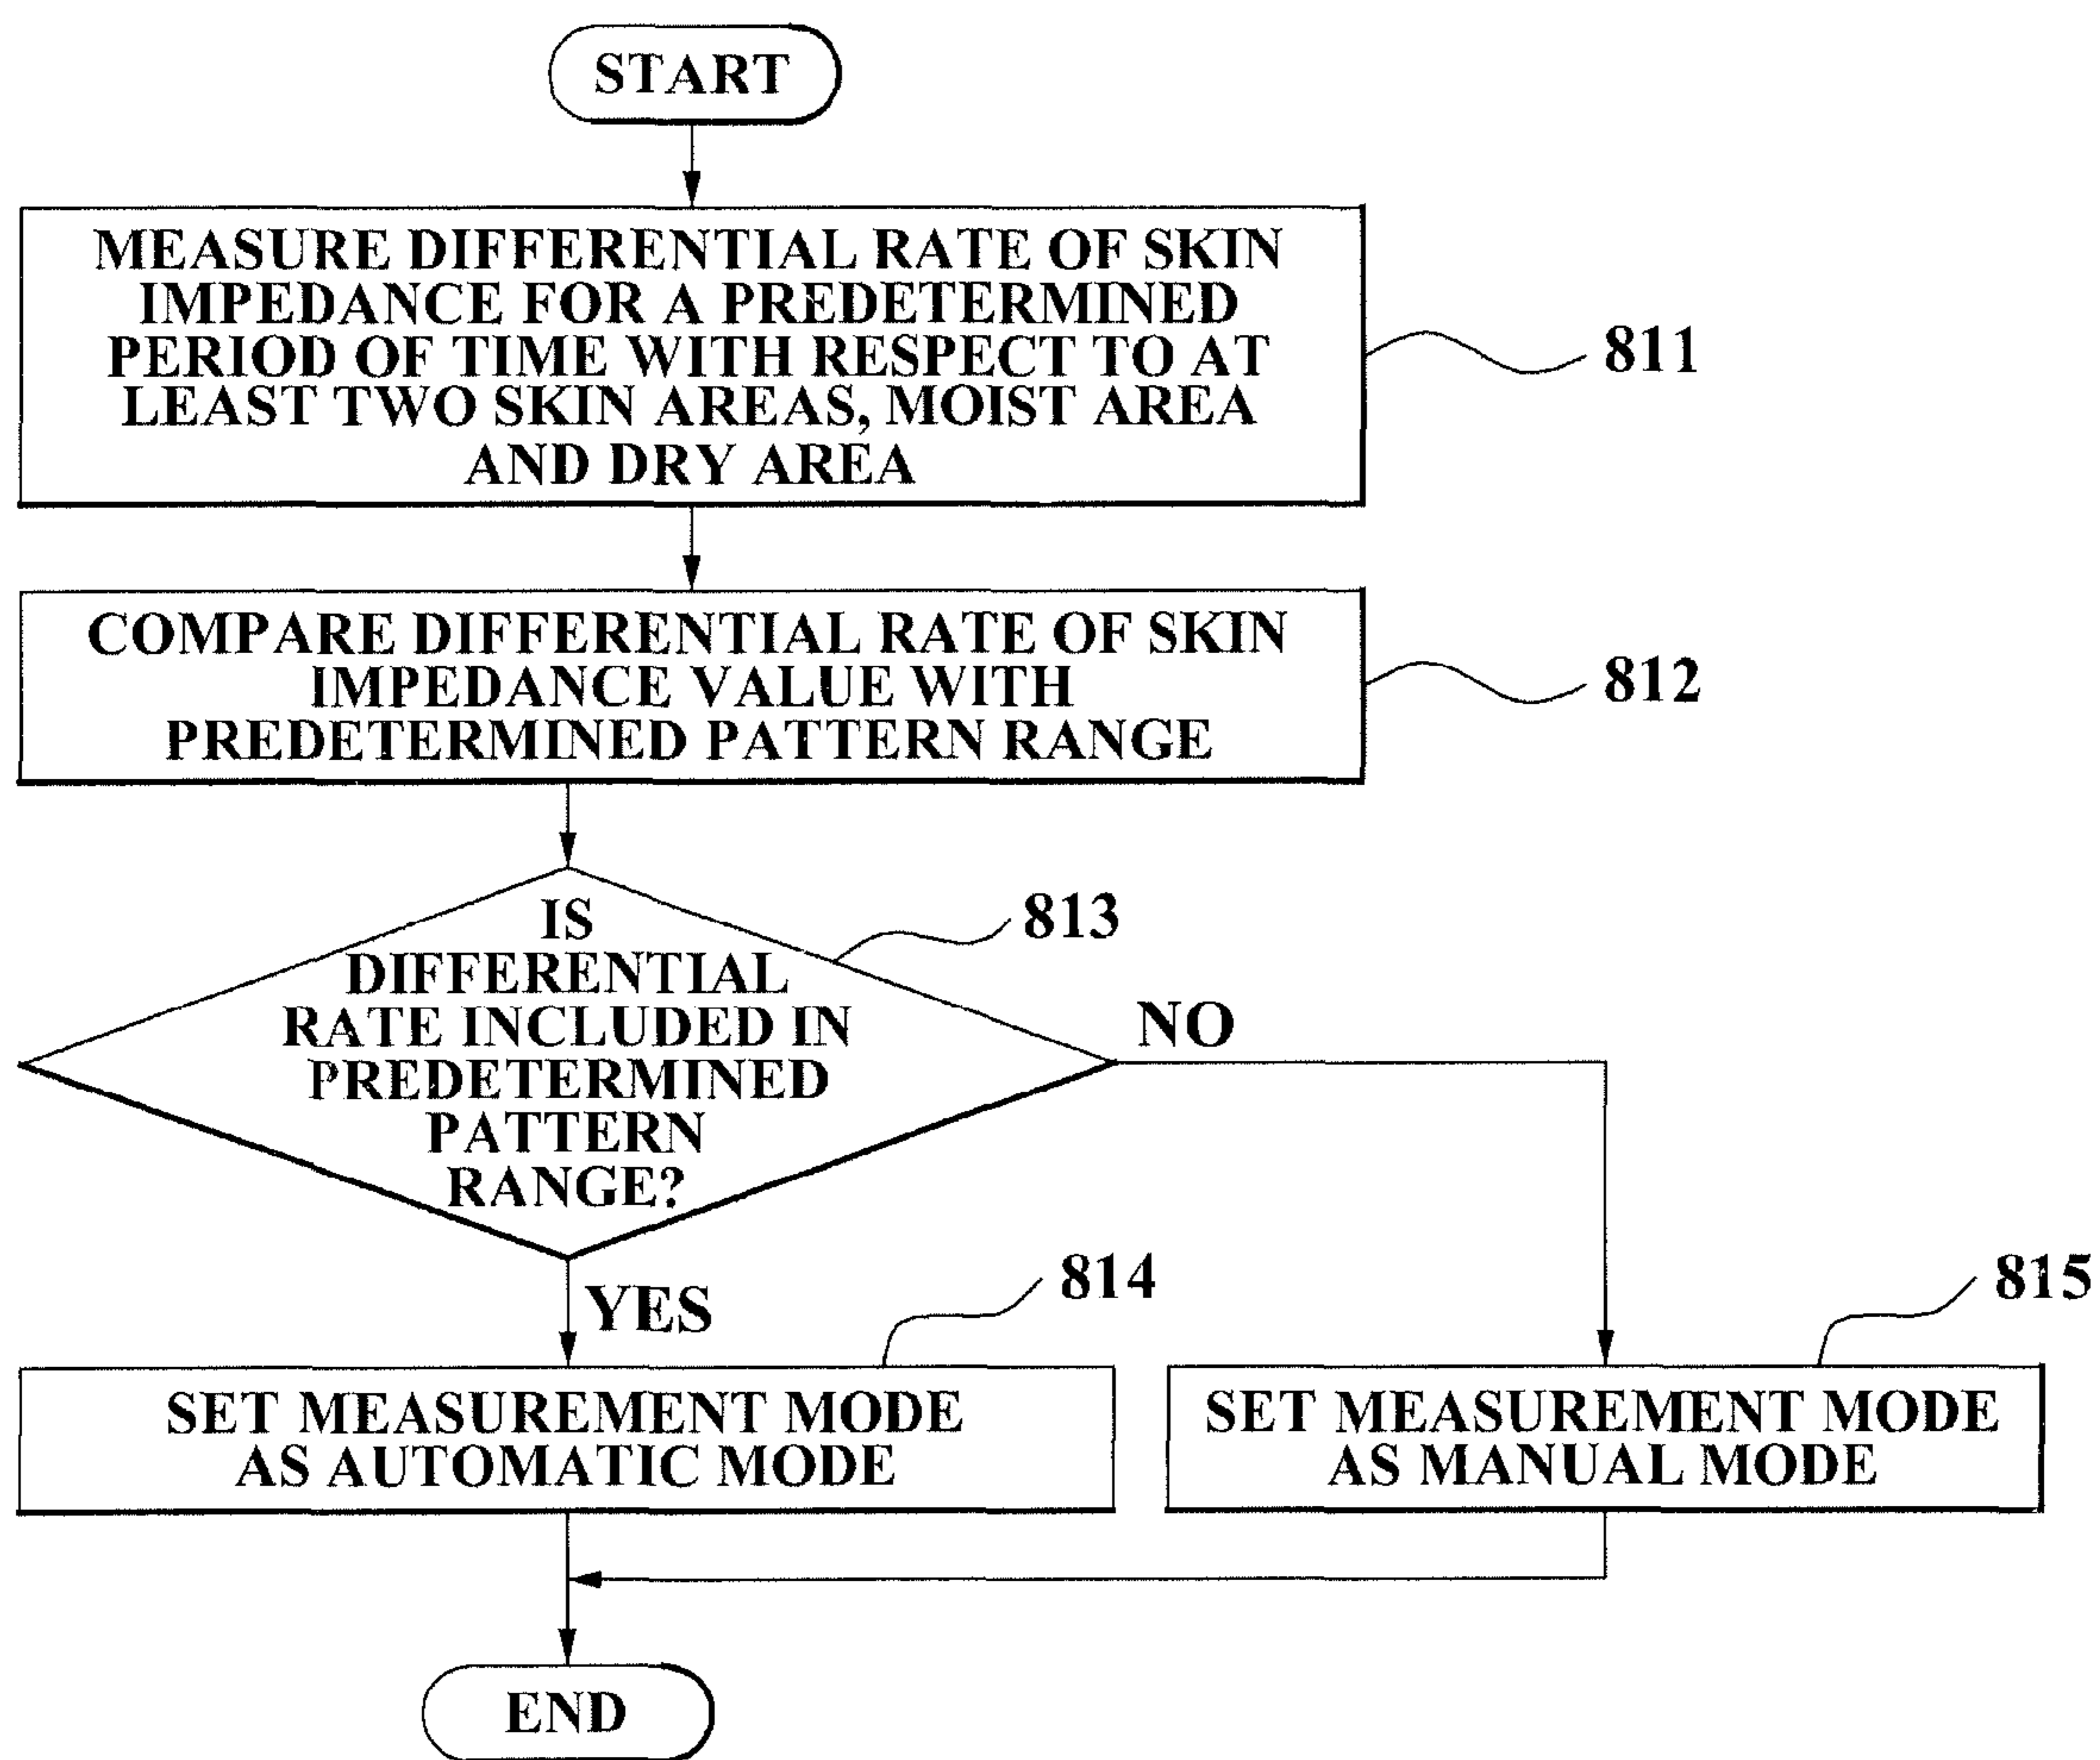 START
MEASURE DIFFERENTIAL RATE OF SKIN
IMPEDANCE FOR A PREDETERMINED
PERIOD OF TIME WITH RESPECT TO AT
LEAST TWO SKIN AREAS, MOIST AREA
AND DRY AREA
811
COMPARE DIFFERENTIAL RATE OF SKIN
IMPEDANCE VALUE WITH
PREDETERMINED PATTERN RANGE
812
IS
DIFFERENTIAL
RATE INCLUDED IN
PREDETERMINED
PATTERN
RANGE?
813
NO
YES
814
815
SET MEASUREMENT MODE
AS AUTOMATIC MODE
SET MEASUREMENT MODE
AS MANUAL MODE
END